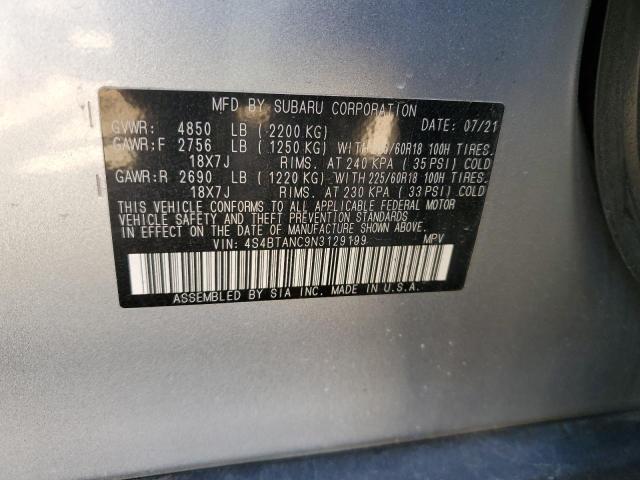 MFD BY SUBARU CORPORATION
GVWR: 4850 LB (2200 KG) DATE: 07/21
GAWR:F 2756 LB (1250 KG) WITH 225/60R18 100H TIRES.
18X7J RIMS. AT 240 KPA (35 PSI) COLD
GAWR:R 2690 LB (1220 KG) WITH 225/60R18 100H TIRES.
18X7J RIMS. AT 230 KPA (33 PSI) COLD
THIS VEHICLE CONFORMS TO ALL APPLICABLE FEDERAL MOTOR
VEHICLE SAFETY AND THEFT PREVENTION STANDARDS
IN EFFECT ON THE DATE OF MANUFACTURE SHOWN ABOVE.
VIN: 4S4BTANC9N3129199 MPV
ASSEMBLED BY SIA INC. MADE IN U.S.A.